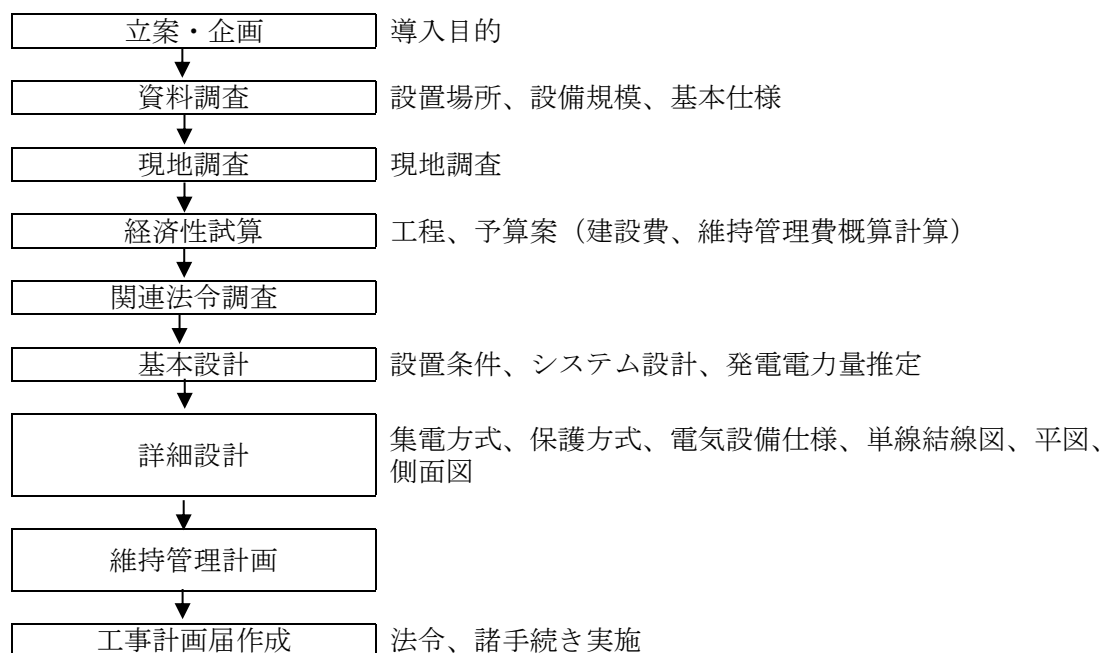 立案・企画 導入目的
資料調査 設置場所、設備規模、基本仕様
現地調査 現地調査
経済性試算 工程、予算案（建設費、維持管理費概算計算）
関連法令調査
基本設計 設置条件、システム設計、発電電力量推定
詳細設計 集電方式、保護方式、電気設備仕様、単線結線図、平図、
側面図
維持管理計画
工事計画届作成 法令、諸手続き実施